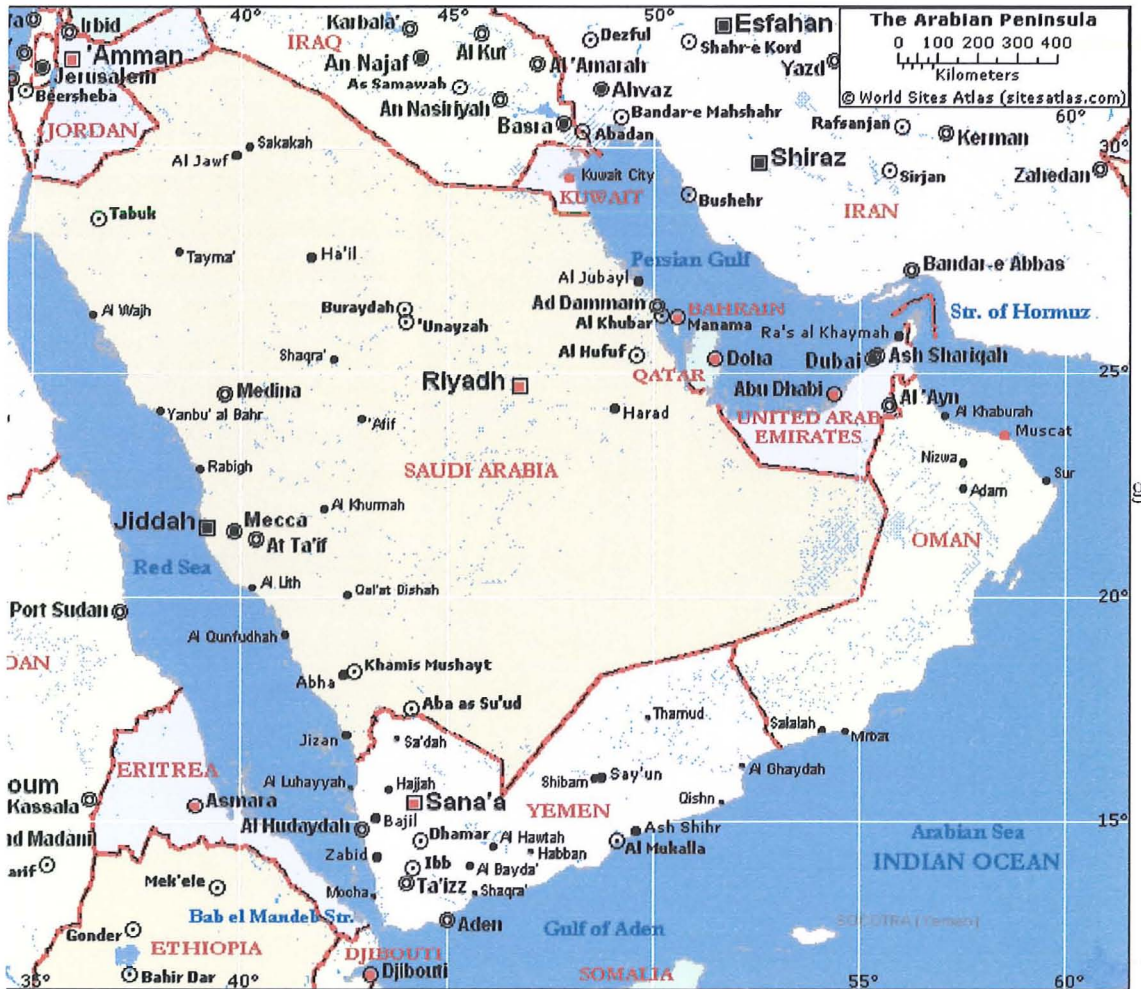 40°
45°
50°
Irbid
'Amman
Jerusalem
Beersheba
JORDAN
Karbala'
IRAQ
An Najaf
Al Kut
As Samawah
An Nasiriyah
Al 'Amarah
Basra
Dezful
Ahvaz
Bandar-e Mahshahr
Abadan
Esfahan
Shahr-e Kord
Yazd
The Arabian Peninsula
0 100 200 300 400
Kilometers
© World Sites Atlas (sitesatlas.com)
Rafsanjan
60°
Kerman
Shiraz
Sirjan
Zahedan
30°
IRAN
Bushehr
Kuwait City
KUWAIT
Sakakah
Al Jawf
Tabuk
Tayma'
Ha'il
Persian Gulf
Bandar-e Abbas
Al Jubayl
Al Wajh
Buraydah
'Unayzah
Ad Dammam
Al Khubar
BAHRAIN
Manama
Str. of Hormuz
Ra's al Khaymah
Shaqra'
Al Hufuf
QATAR
Doha
Dubai
Ash Shariqah
25°
Riyadh
Medina
Abu Dhabi
Al 'Ayn
Yanbu' al Bahr
'Afif
Harad
UNITED ARAB
EMIRATES
Al Khaburah
Muscat
Rabigh
SAUDI ARABIA
Nizwa
Adam
Sur
g
Al Khurmah
Jiddah
Mecca
At Ta'if
OMAN
Red Sea
Al Lith
Qal'at Bishah
20°
Port Sudan
Al Qunfudhah
DAN
Khamis Mushayt
Abha
Aba as Su'ud
Thamud
Salalah
Mrbat
Jizan
Sa'dah
ERITREA
Al Luhayyah
Hajjah
Shibam
Say'un
Al Ghaydah
oum
Kassala
Asmara
Sana'a
YEMEN
Qishn
Bajil
15°
Al Hudaydah
Dhamar
Al Hawtah
Ash Shihr
Arabian Sea
INDIAN OCEAN
ad Madani
Zabid
Ibb
Habban
Al Mukalla
arif
Mek'ele
Ta'izz
Al Bayda'
Shaqra'
Mocha
Bab el Mandeb Str.
Aden
Gulf of Aden
SOCOTRA (Yemen)
Gonder
ETHIOPIA
DJIBOUTI
Bahir Dar
Djibouti
SOMALIA
35°
40°
45°
55°
60°